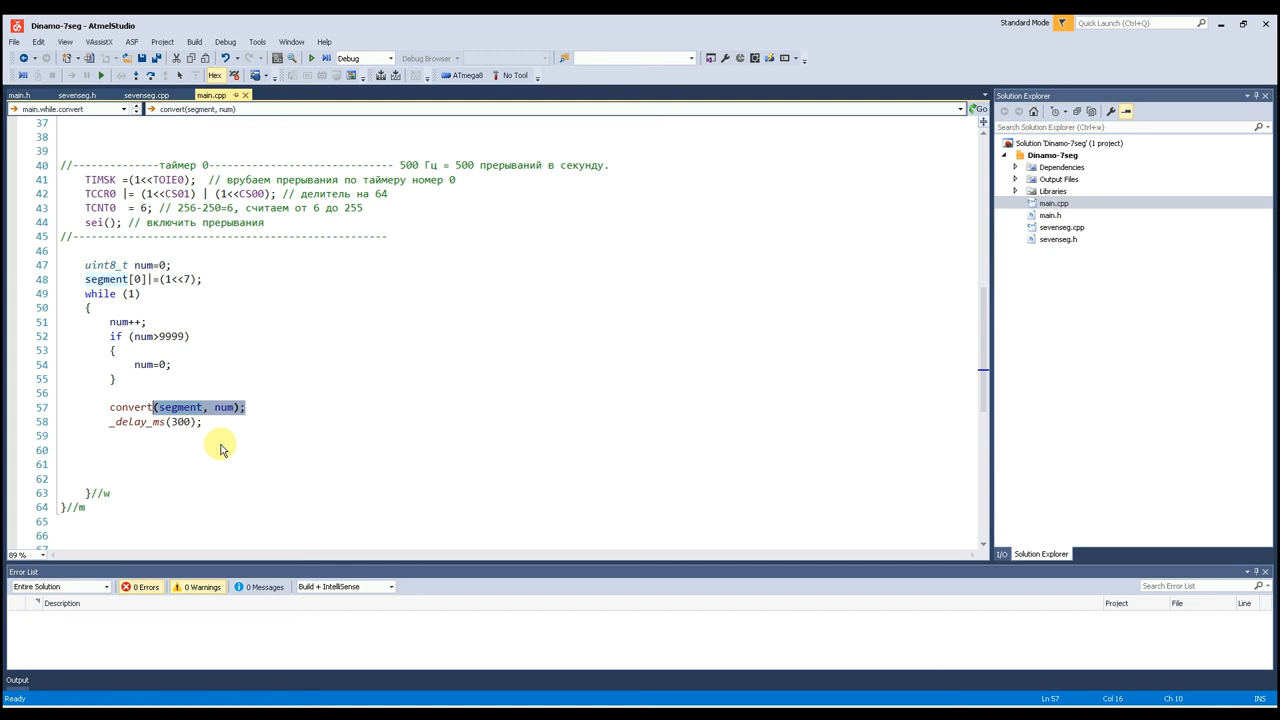 Dinamo-7seg - AtmelStudio
Standard Mode
Quick Launch (Ctrl+Q)
File Edit View VAssistX ASF Project Build Debug Tools Window Help
Debug
Debug Browser
Hex
ATmega8
No Tool
main.h sevenseg.h sevenseg.cpp main.cpp
main.while.convert
convert(segment, num)
Go
37
38
39
40 //--------------таймер 0----------------------------- 500 Гц = 500 прерываний в секунду.
41 TIMSK =(1<<TOIE0); // врубаем прерывания по таймеру номер 0
42 TCCR0 |= (1<<CS01) | (1<<CS00); // делитель на 64
43 TCNT0 = 6; // 256-250=6, считаем от 6 до 255
44 sei(); // включить прерывания
45 //------------------------------------------------
46
47 uint8_t num=0;
48 segment[0]|=(1<<7);
49 while (1)
50 {
51 num++;
52 if (num>9999)
53 {
54 num=0;
55 }
56
57 convert(segment, num);
58 _delay_ms(300);
59
60
61
62
63 }//w
64 }//m
65
66
67
89 %
Solution Explorer
Search Solution Explorer (Ctrl+ж)
Solution 'Dinamo-7seg' (1 project)
Dinamo-7seg
Dependencies
Output Files
Libraries
main.cpp
main.h
sevenseg.cpp
sevenseg.h
I/O Solution Explorer
Error List
Entire Solution
0 Errors
0 Warnings
0 Messages
Build + IntelliSense
Search Error List
Description Project File Line
Output
Ready Ln 57 Col 16 Ch 10 INS